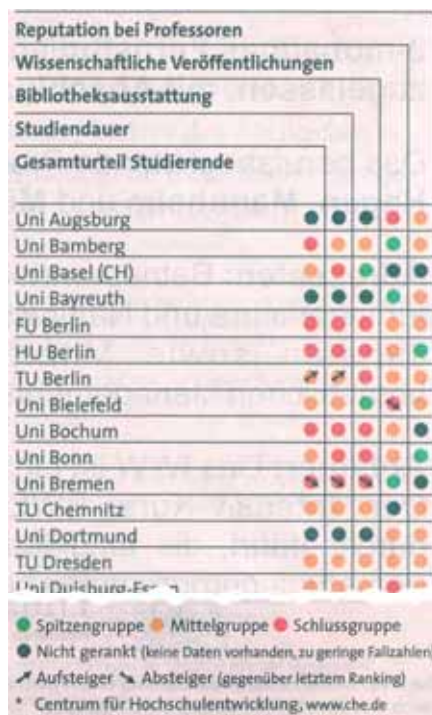 Reputation bei Professoren
Wissenschaftliche Veröffentlichungen
Bibliotheksausstattung
Studiendauer
Gesamturteil Studierende
Uni Augsburg
Uni Bamberg
Uni Basel (CH)
Uni Bayreuth
FU Berlin
HU Berlin
TU Berlin
Uni Bielefeld
Uni Bochum
Uni Bonn
Uni Bremen
TU Chemnitz
Uni Dortmund
TU Dresden
Uni Duisburg-Essen
Spitzengruppe Mittelgruppe Schlussgruppe
Nicht gerankt (keine Daten vorhanden, zu geringe Fallzahlen)
Aufsteiger Absteiger (gegenüber letztem Ranking)
* Centrum für Hochschulentwicklung, www.che.de